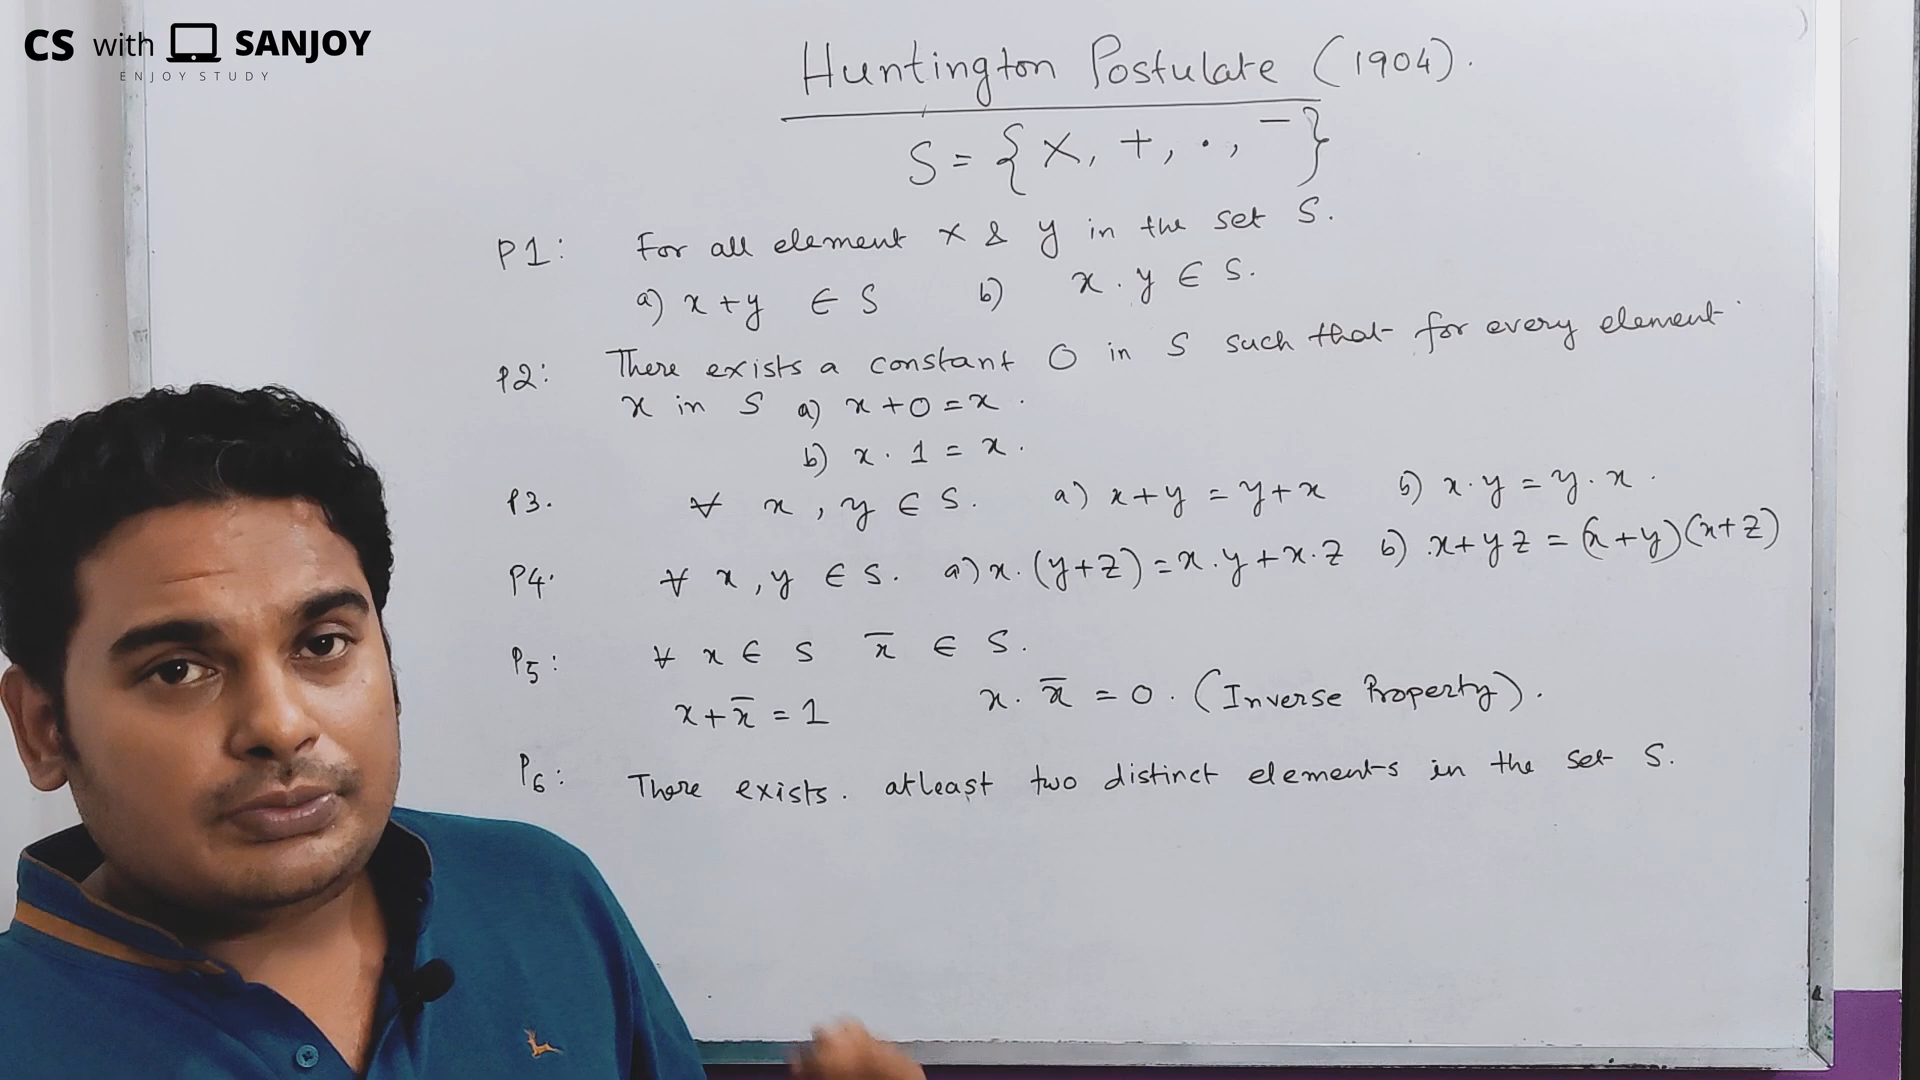 CS with SANJOY
ENJOY STUDY
Huntington Postulate (1904).
S = { X, +, ·, ‾ }
P1: For all element x & y in the set S.
a) x + y ∈ S b) x . y ∈ S.
P2: There exists a constant 0 in S such that for every element
x in S a) x + 0 = x .
b) x . 1 = x .
P3. ∀ x , y ∈ S. a) x + y = y + x b) x . y = y . x .
P4. ∀ x , y ∈ S. a) x . (y + z) = x . y + x . z b) x + y z = (x + y) (x + z)
P5: ∀ x ∈ S x̄ ∈ S.
x + x̄ = 1 x . x̄ = 0 . (Inverse Property) .
P6: There exists . atleast two distinct elements in the set S.